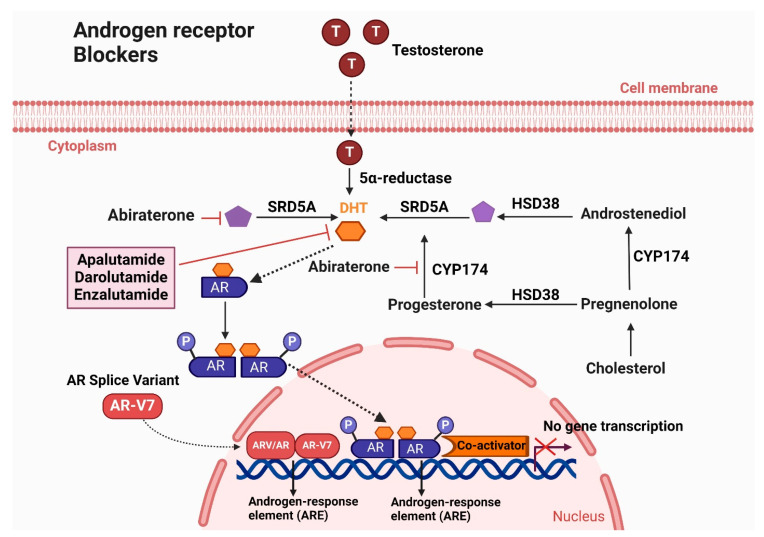 Androgen receptor
Blockers
T
T
T
Testosterone
Cell membrane
Cytoplasm
T
5α-reductase
Abiraterone
SRD5A
DHT
SRD5A
HSD38
Androstenediol
Apalutamide
Darolutamide
Enzalutamide
Abiraterone
CYP174
CYP174
AR
Progesterone
HSD38
Pregnenolone
P
P
AR
AR
Cholesterol
AR Splice Variant
AR-V7
No gene transcription
P
P
ARV/AR
AR-V7
AR
AR
Co-activator
Androgen-response
element (ARE)
Androgen-response
element (ARE)
Nucleus